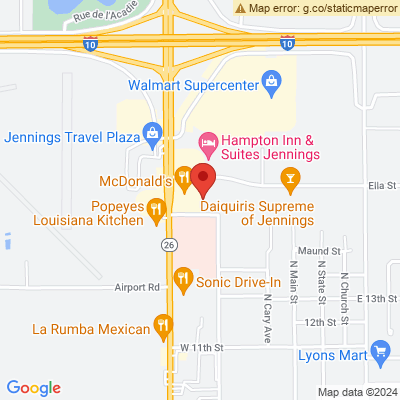 Map error: g.co/staticmaperror
Rue de l'Acadie
10
10
Walmart Supercenter
Jennings Travel Plaza
Hampton Inn &
Suites Jennings
McDonald's
Ella St
Popeyes
Louisiana Kitchen
Daiquiris Supreme
of Jennings
26
Maund St
Airport Rd
Sonic Drive-In
N Cary Ave
N Main St
N State St
N Church St
E 13th St
12th St
La Rumba Mexican
W 11th St
Lyons Mart
Google
Map data ©2024